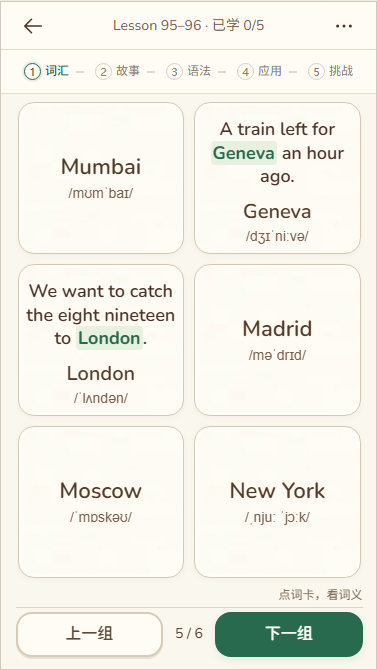 Lesson 95–96 · 已学 0/5
1 词汇 – 2 故事 – 3 语法 – 4 应用 – 5 挑战
Mumbai
/mʊmˈbaɪ/
A train left for
Geneva an hour
ago.
Geneva
/dʒɪˈniːvə/
We want to catch
the eight nineteen
to London.
London
/ˈlʌndən/
Madrid
/məˈdrɪd/
Moscow
/ˈmɒskəʊ/
New York
/ˌnjuː ˈjɔːk/
点词卡，看词义
上一组
5 / 6
下一组